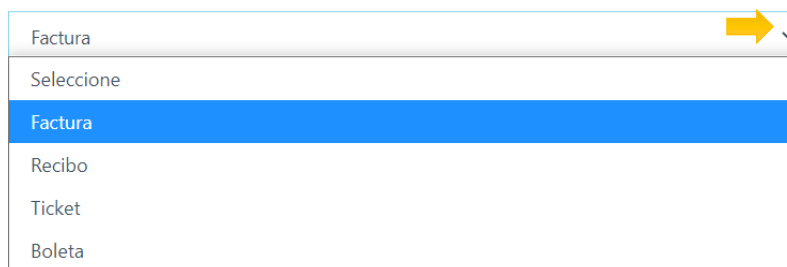 Factura
Seleccione
Factura
Recibo
Ticket
Boleta